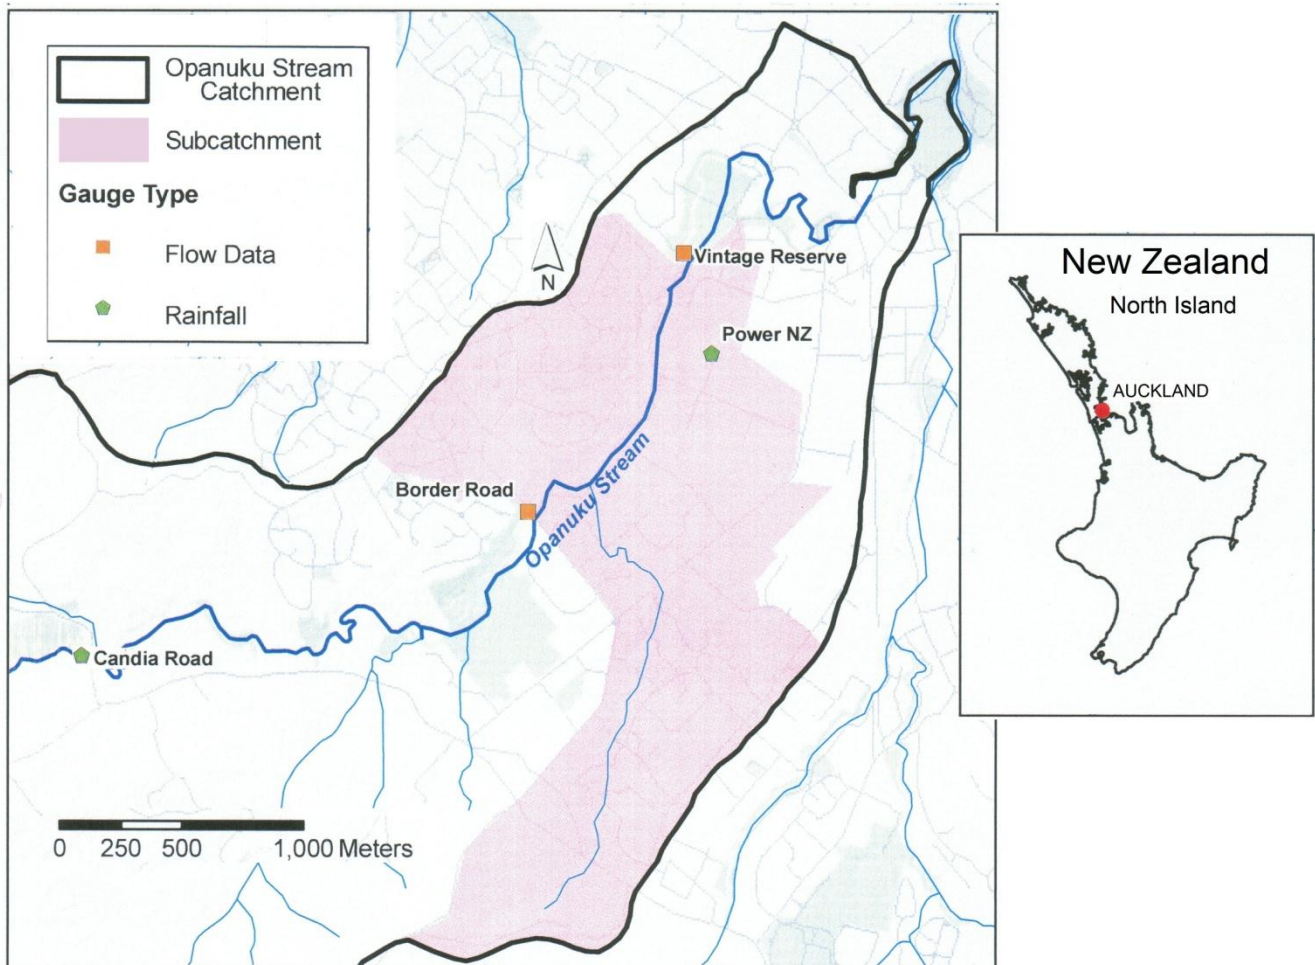 Opanuku Stream
Catchment
Subcatchment
Gauge Type
Flow Data
Rainfall
N
Vintage Reserve
Power NZ
Border Road
Opanuku Stream
Candia Road
0 250 500 1,000 Meters
New Zealand
North Island
AUCKLAND